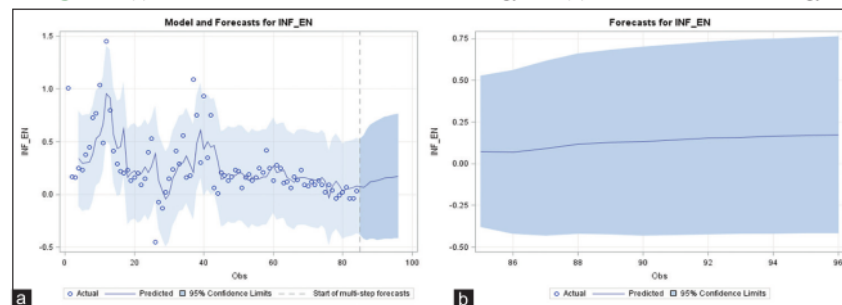 Model and Forecasts for INF_EN
1.5
1.0
0.5
0.0
-0.5
INF_EN
0
20
40
60
80
100
Obs
Actual
Predicted
95% Confidence Limits
Start of multi-step forecasts
a
Forecasts for INF_EN
0.75
0.50
0.25
0.00
-0.25
-0.50
INF_EN
86
88
90
92
94
96
Obs
Actual
Predicted
95% Confidence Limits
b